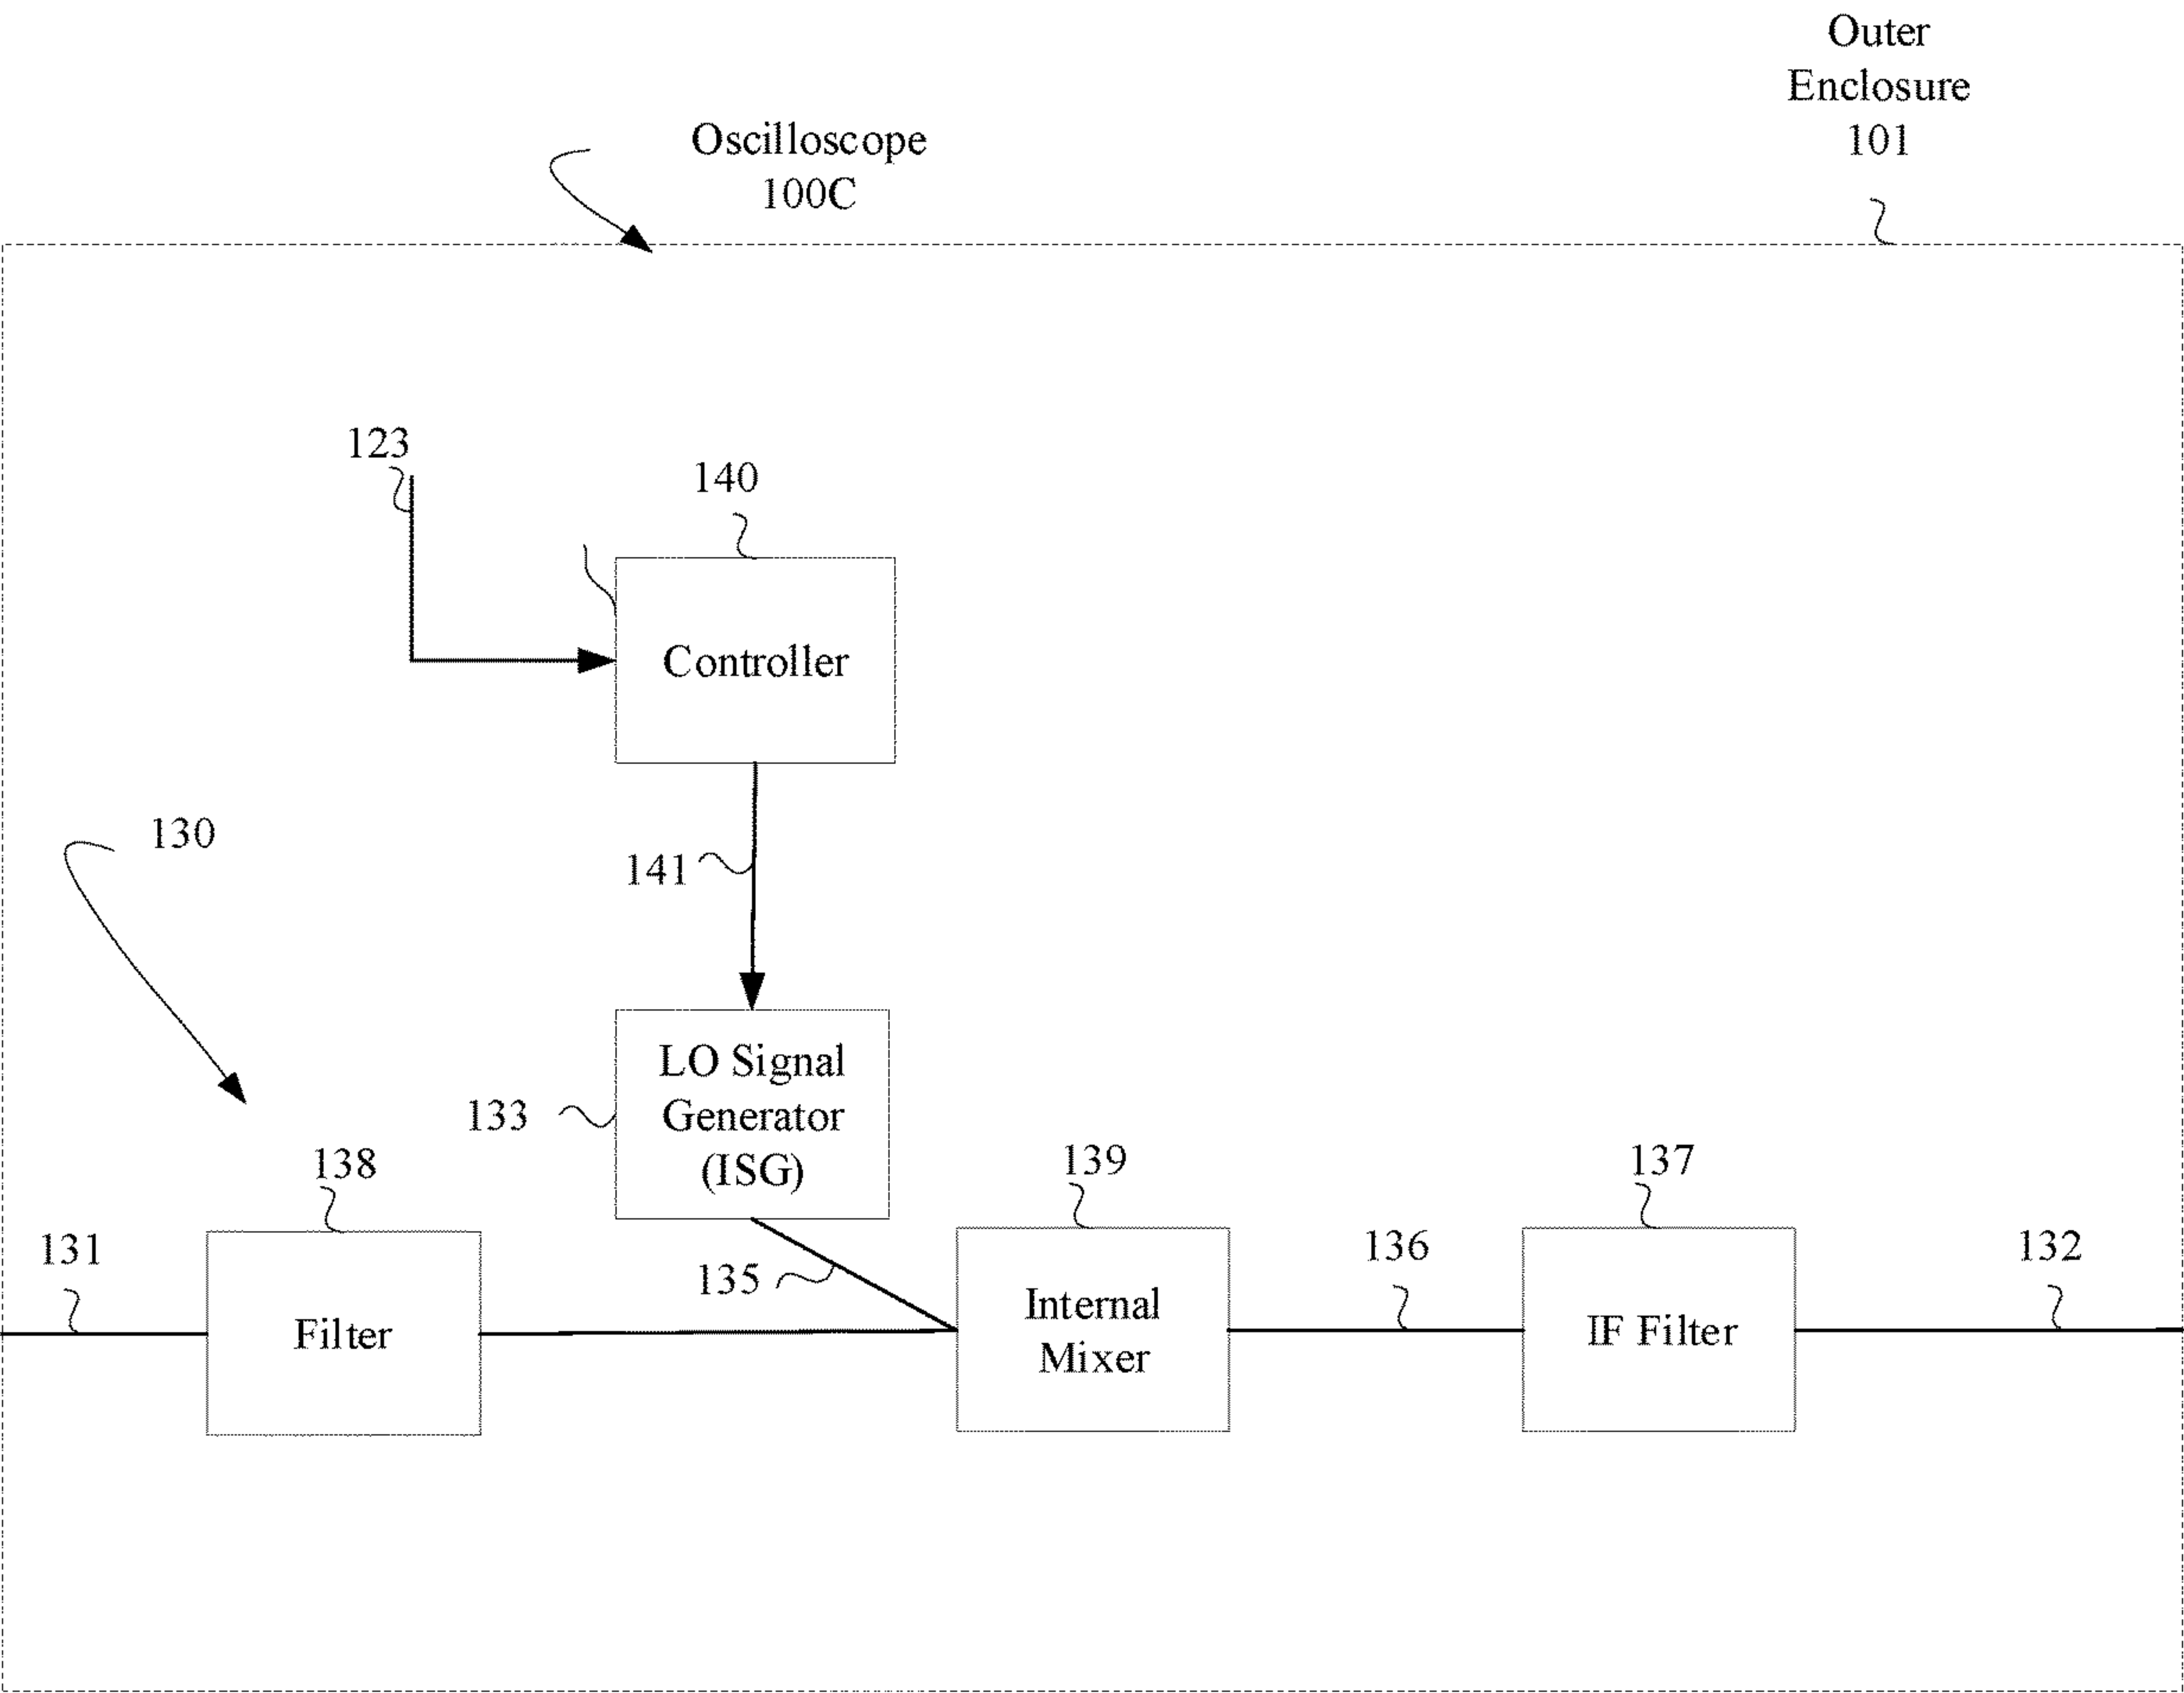 Outer
Enclosure
101
Oscilloscope
100C
123
140
Controller
130
141
LO Signal
Generator
(ISG)
133
138
139
137
131
135
136
132
Filter
Internal
Mixer
IF Filter